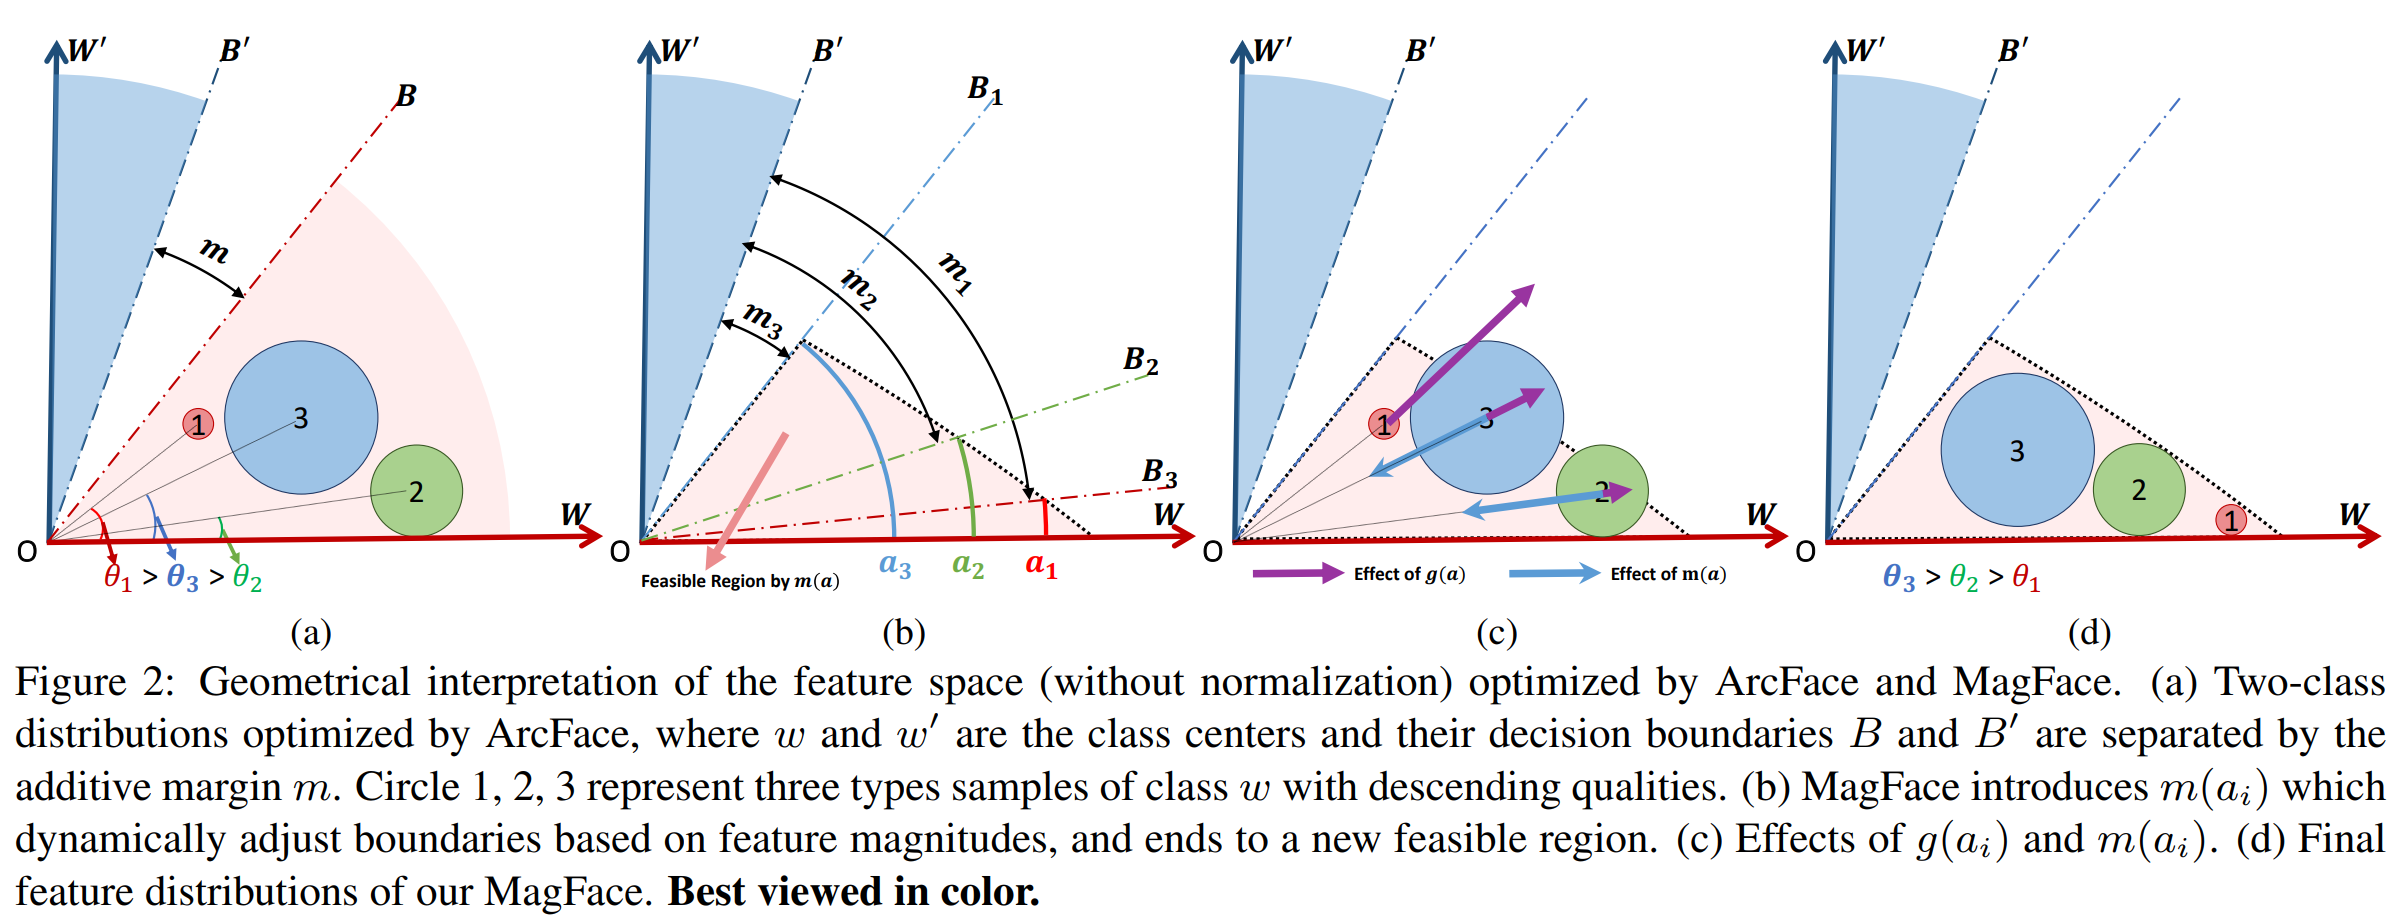 W′ B′ B m 1 3 2 W O
θ₁ > θ₃ > θ₂
(a)
W′ B′ B₁ m₁ m₂ m₃ B₂ B₃ W O
a₃ a₂ a₁
Feasible Region by m(a)
(b)
W′ B′ 1 3 2 W O
Effect of g(a) Effect of m(a)
(c)
W′ B′ 3 2 1 W O
θ₃ > θ₂ > θ₁
(d)
Figure 2: Geometrical interpretation of the feature space (without normalization) optimized by ArcFace and MagFace. (a) Two-class
distributions optimized by ArcFace, where w and w′ are the class centers and their decision boundaries B and B′ are separated by the
additive margin m. Circle 1, 2, 3 represent three types samples of class w with descending qualities. (b) MagFace introduces m(aᵢ) which
dynamically adjust boundaries based on feature magnitudes, and ends to a new feasible region. (c) Effects of g(aᵢ) and m(aᵢ). (d) Final
feature distributions of our MagFace. Best viewed in color.